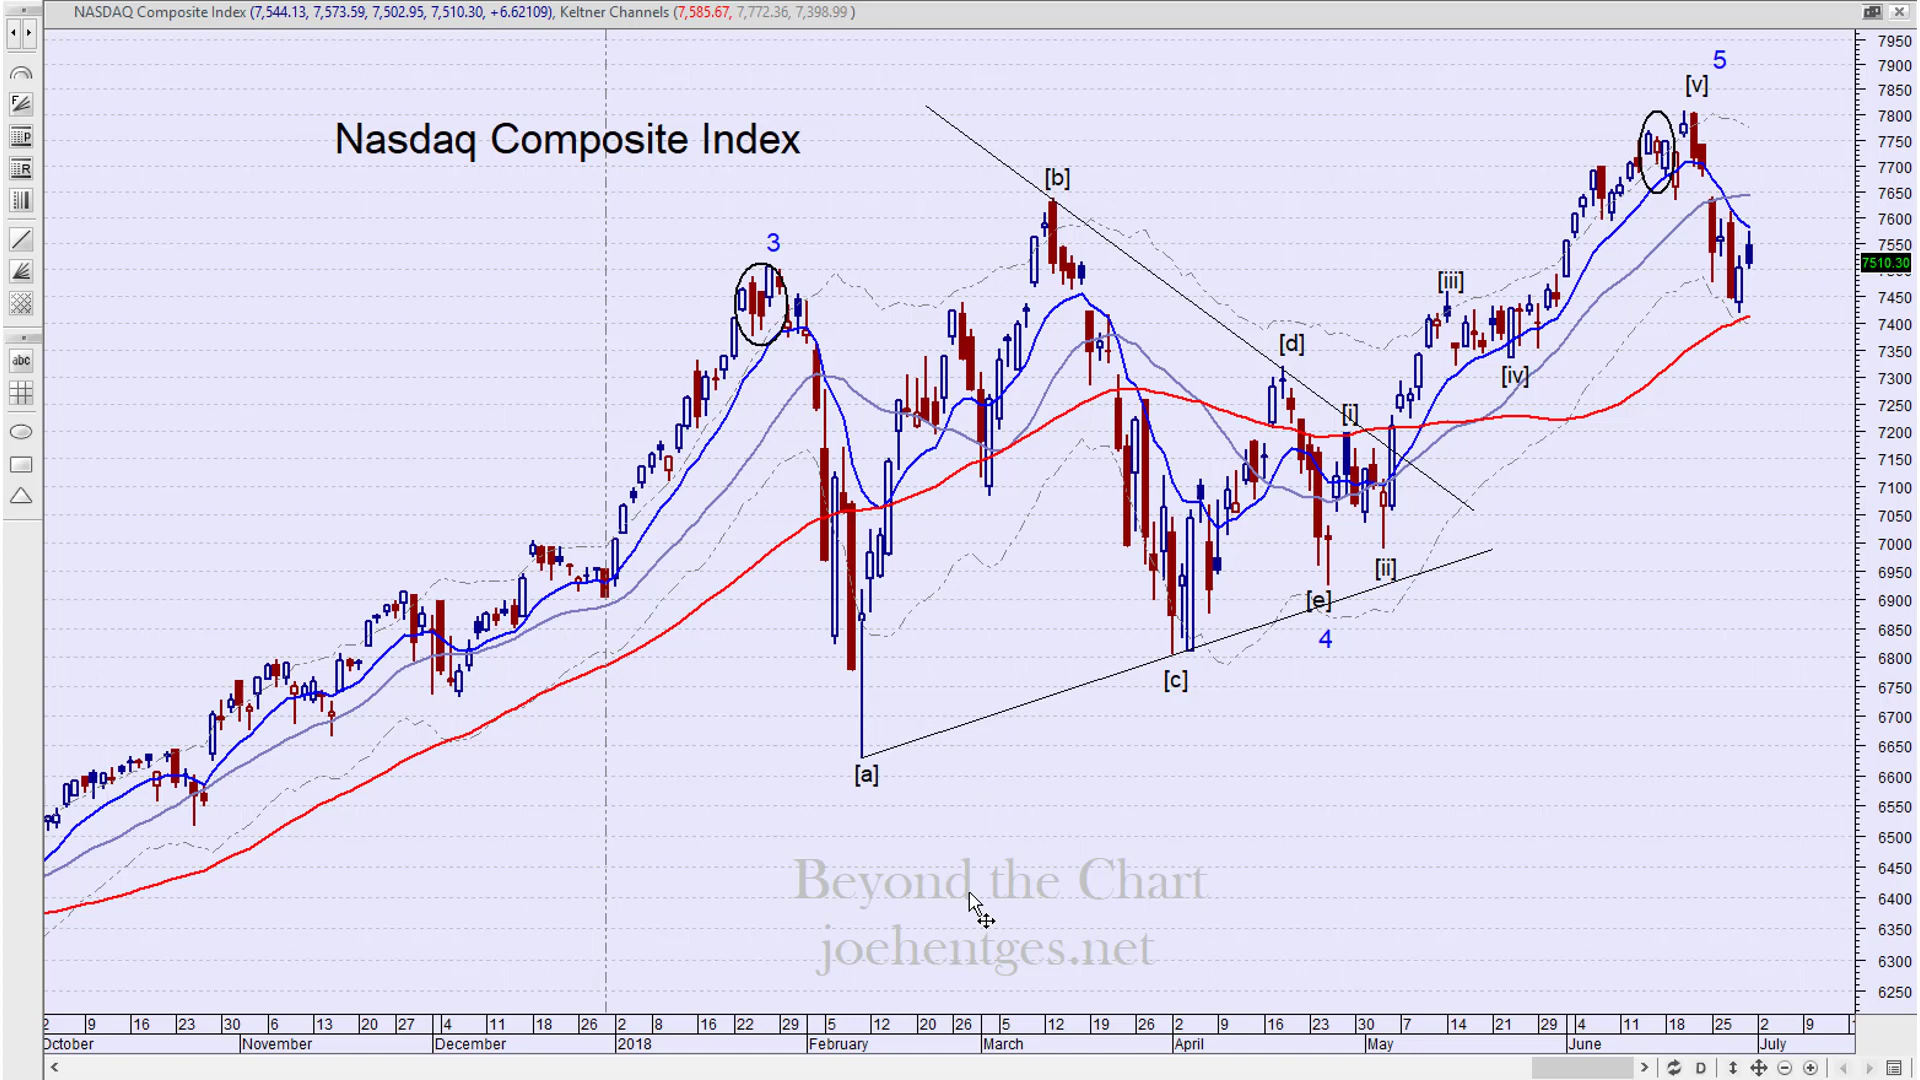 NASDAQ Composite Index (7,544.13, 7,573.59, 7,502.95, 7,510.30, +6.62109), Keltner Channels (7,585.67, 7,772.36, 7,398.99 )
Nasdaq Composite Index
5
[v]
[b]
3
[iii]
[d]
[iv]
[i]
[ii]
[e]
4
[c]
[a]
Beyond the Chart
joehentges.net
7950
7900
7850
7800
7750
7700
7650
7600
7550
7510.30
7450
7400
7350
7300
7250
7200
7150
7100
7050
7000
6950
6900
6850
6800
6750
6700
6650
6600
6550
6500
6450
6400
6350
6300
6250
F
P
R
abc
2 9 16 23 30 6 13 20 27 4 11 18 26 2 8 16 22 29 5 12 20 26 5 12 19 26 2 9 16 23 30 7 14 21 29 4 11 18 25 2 9
October November December 2018 February March April May June July
D